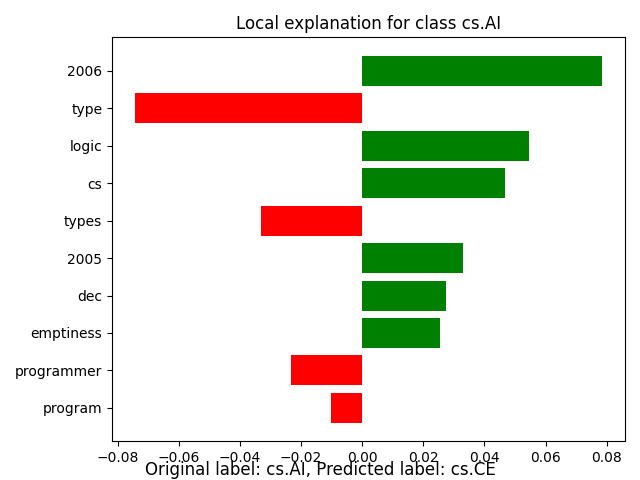 Local explanation for class cs.AI
2006
type
logic
cs
types
2005
dec
emptiness
programmer
program
−0.08 −0.06 −0.04 −0.02 0.00 0.02 0.04 0.06 0.08
Original label: cs.AI, Predicted label: cs.CE